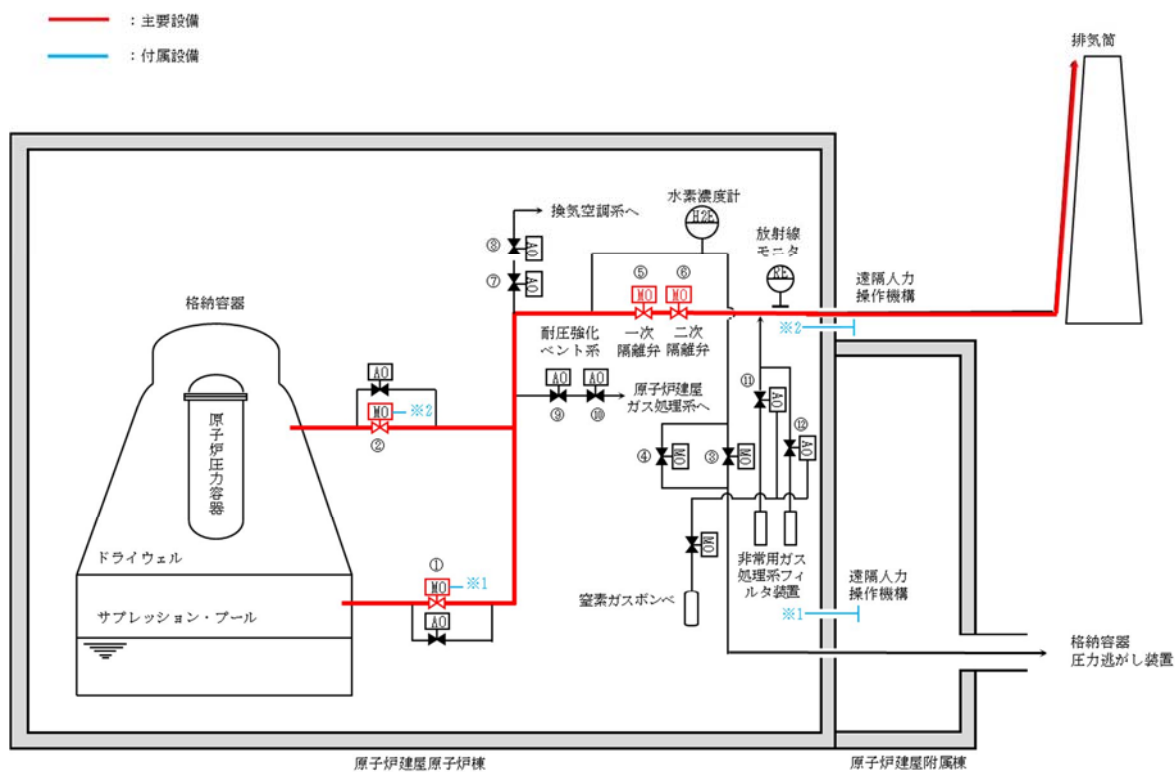 ：主要設備
：付属設備
排気筒
水素濃度計
H2E
換気空調系へ
放射線
モニタ
RE
⑧
AO
⑦
AO
⑤
MO
⑥
MO
遠隔人力
操作機構
※2
格納容器
耐圧強化
ベント系
一次
隔離弁
二次
隔離弁
AO
MO
※2
②
AO
AO
⑨
⑩
原子炉建屋
ガス処理系へ
⑪
AO
⑫
AO
原子炉圧力容器
④
MO
③
MO
MO
ドライウェル
非常用ガス
処理系フィ
ルタ装置
①
MO
※1
AO
サプレッション・プール
窒素ガスボンベ
遠隔人力
操作機構
※1
格納容器
圧力逃がし装置
原子炉建屋原子炉棟
原子炉建屋附属棟